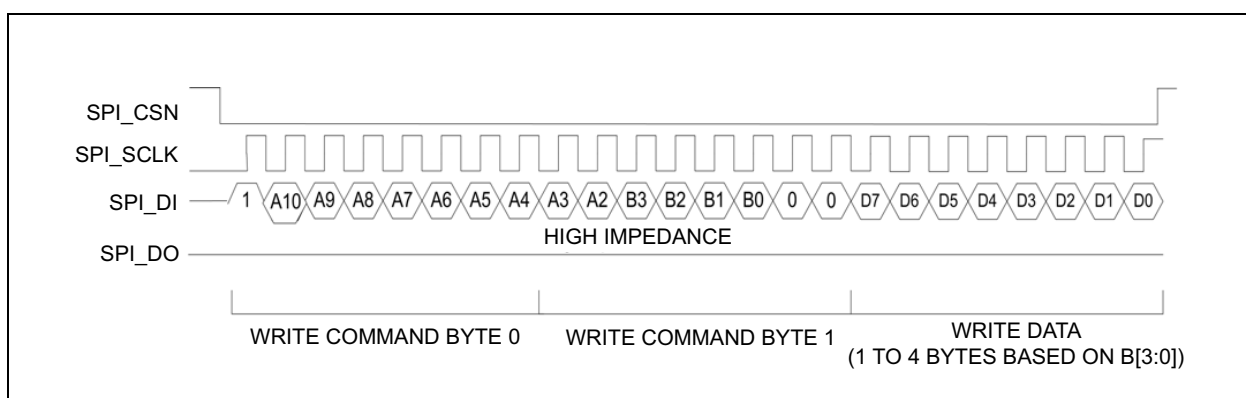 SPI_CSN
SPI_SCLK
SPI_DI 1 A10 A9 A8 A7 A6 A5 A4 A3 A2 B3 B2 B1 B0 0 0 D7 D6 D5 D4 D3 D2 D1 D0
HIGH IMPEDANCE
SPI_DO
WRITE COMMAND BYTE 0 WRITE COMMAND BYTE 1 WRITE DATA
(1 TO 4 BYTES BASED ON B[3:0])